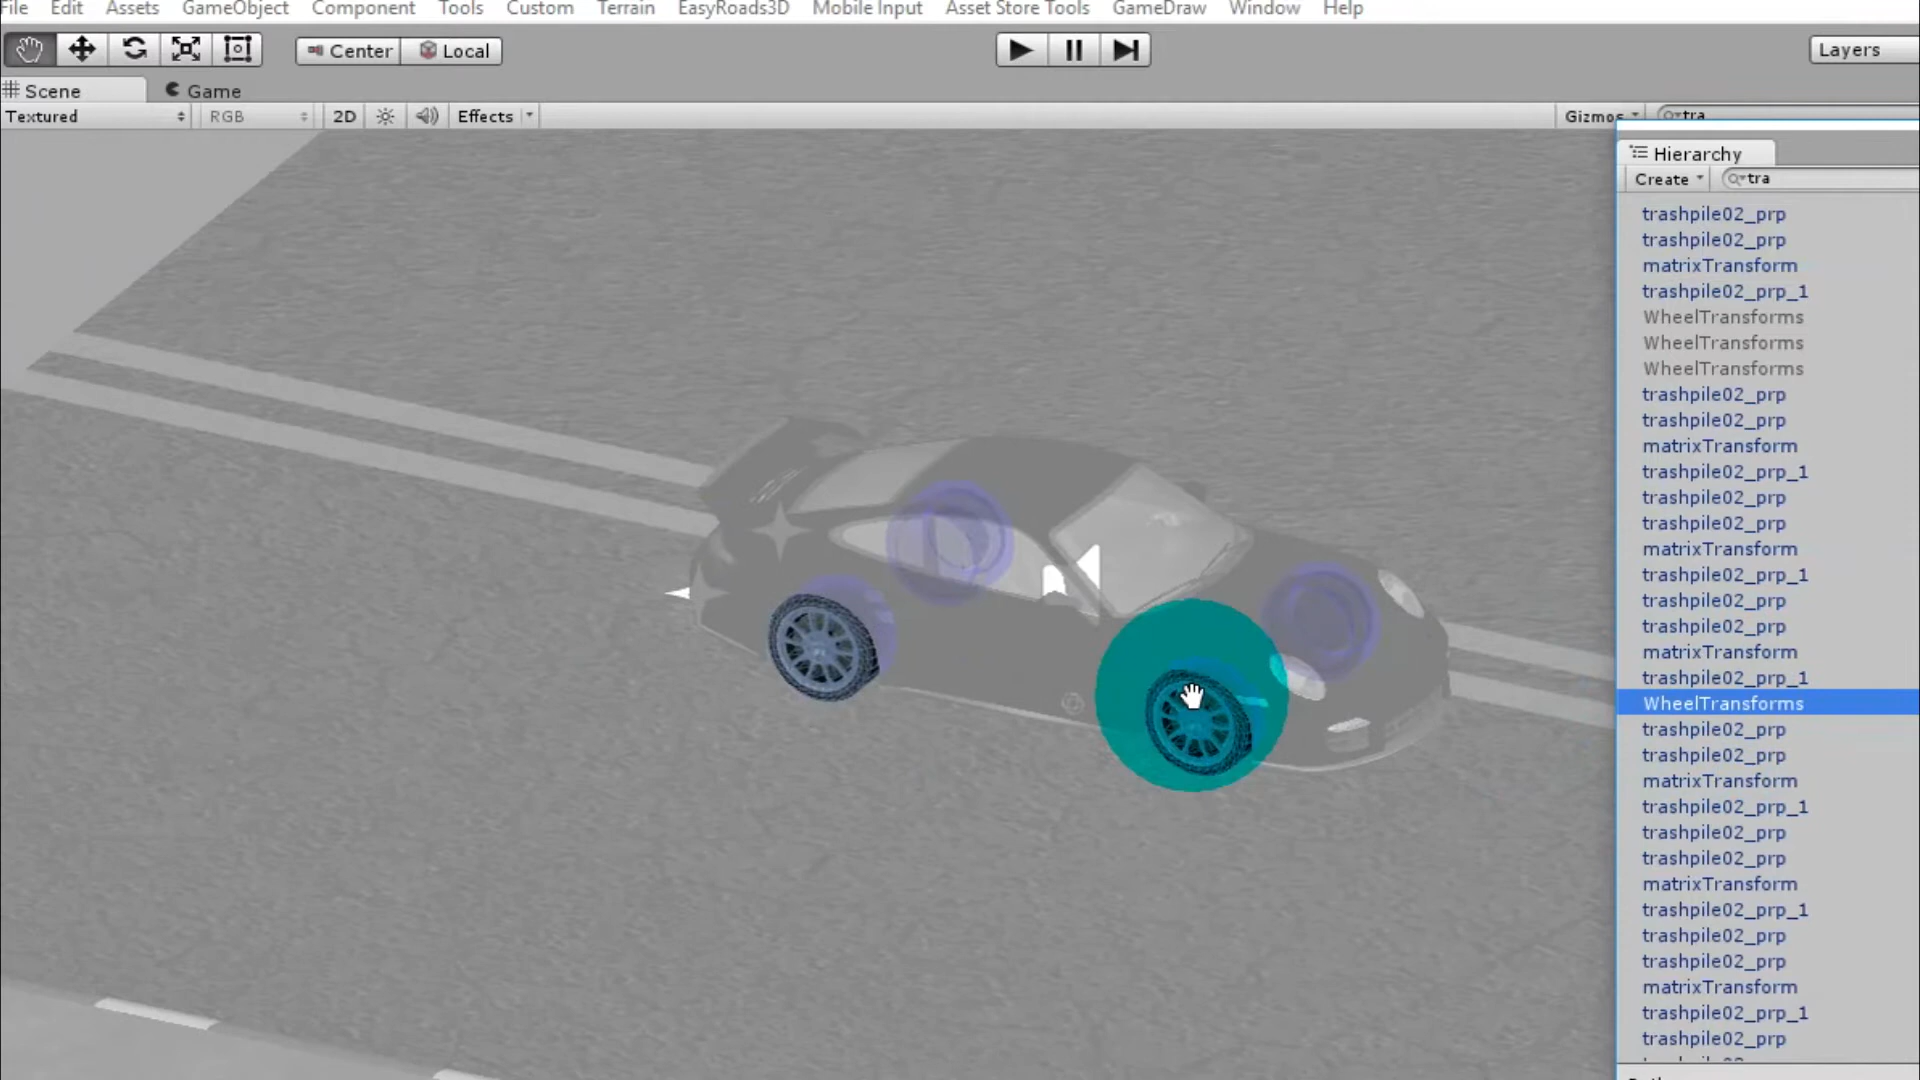 File Edit Assets GameObject Component Tools Custom Terrain EasyRoads3D Mobile Input Asset Store Tools GameDraw Window Help
Center Local Layers
Scene Game
Textured RGB 2D Effects Gizmos tra
Hierarchy
Create tra
trashpile02_prp
trashpile02_prp
matrixTransform
trashpile02_prp_1
WheelTransforms
WheelTransforms
WheelTransforms
trashpile02_prp
trashpile02_prp
matrixTransform
trashpile02_prp_1
trashpile02_prp
trashpile02_prp
matrixTransform
trashpile02_prp_1
trashpile02_prp
trashpile02_prp
matrixTransform
trashpile02_prp_1
WheelTransforms
trashpile02_prp
trashpile02_prp
matrixTransform
trashpile02_prp_1
trashpile02_prp
trashpile02_prp
matrixTransform
trashpile02_prp_1
trashpile02_prp
trashpile02_prp
matrixTransform
trashpile02_prp_1
trashpile02_prp